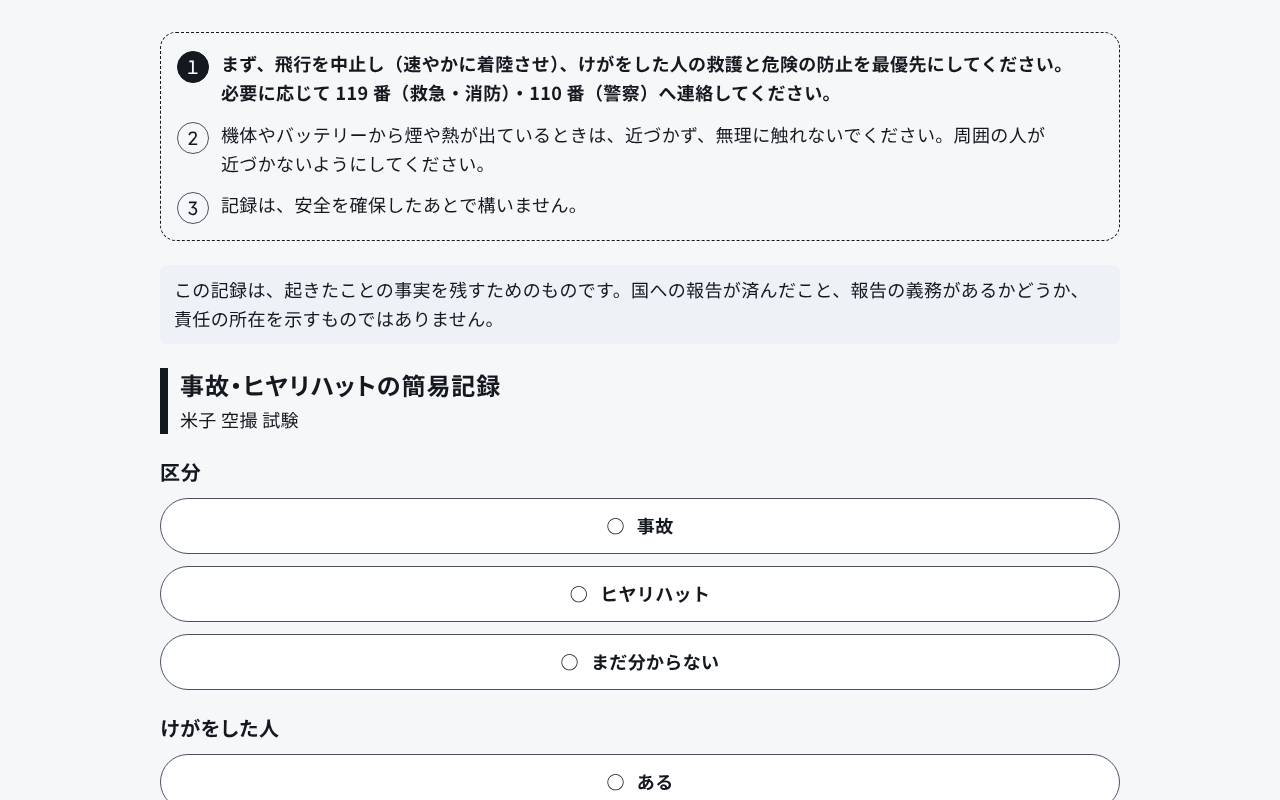 1 まず、飛行を中止し（速やかに着陸させ）、けがをした人の救護と危険の防止を最優先にしてください。
必要に応じて 119 番（救急・消防）・110 番（警察）へ連絡してください。
2 機体やバッテリーから煙や熱が出ているときは、近づかず、無理に触れないでください。周囲の人が
近づかないようにしてください。
3 記録は、安全を確保したあとで構いません。
この記録は、起きたことの事実を残すためのものです。国への報告が済んだこと、報告の義務があるかどうか、
責任の所在を示すものではありません。
事故・ヒヤリハットの簡易記録
米子 空撮 試験
区分
事故
ヒヤリハット
まだ分からない
けがをした人
ある